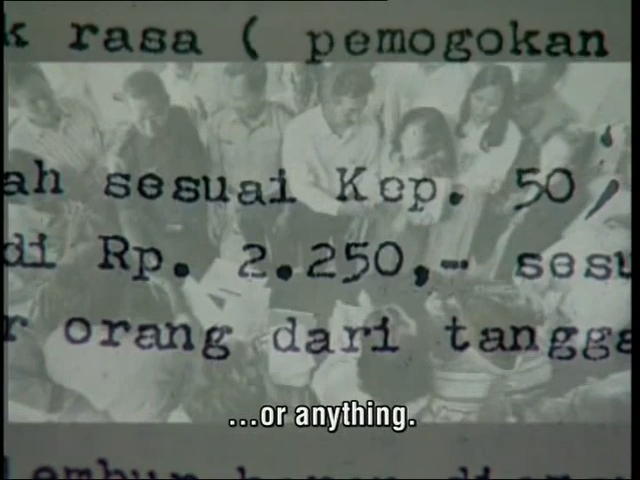 k rasa ( pemogokan
ah sesuai Kep. 50
di Rp. 2.250,- sesu
r orang dari tangga
...or anything.